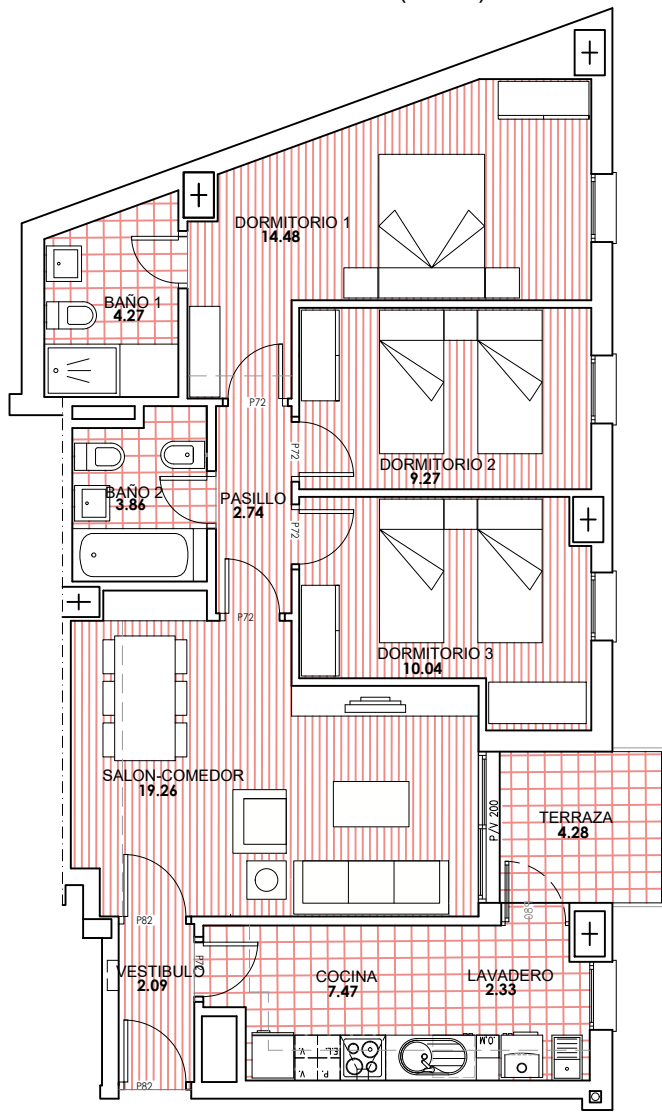 DORMITORIO 1
14.48
BAÑO 1
4.27
P72
P72
DORMITORIO 2
9.27
BAÑO 2
3.86
PASILLO
2.74
P72
P72
DORMITORIO 3
10.04
SALON-COMEDOR
19.26
P/V 200
TERRAZA
4.28
P80
P82
P72
VESTIBULO
2.09
COCINA
7.47
LAVADERO
2.33
V.
V.
P.
E.L.
O.M
P82